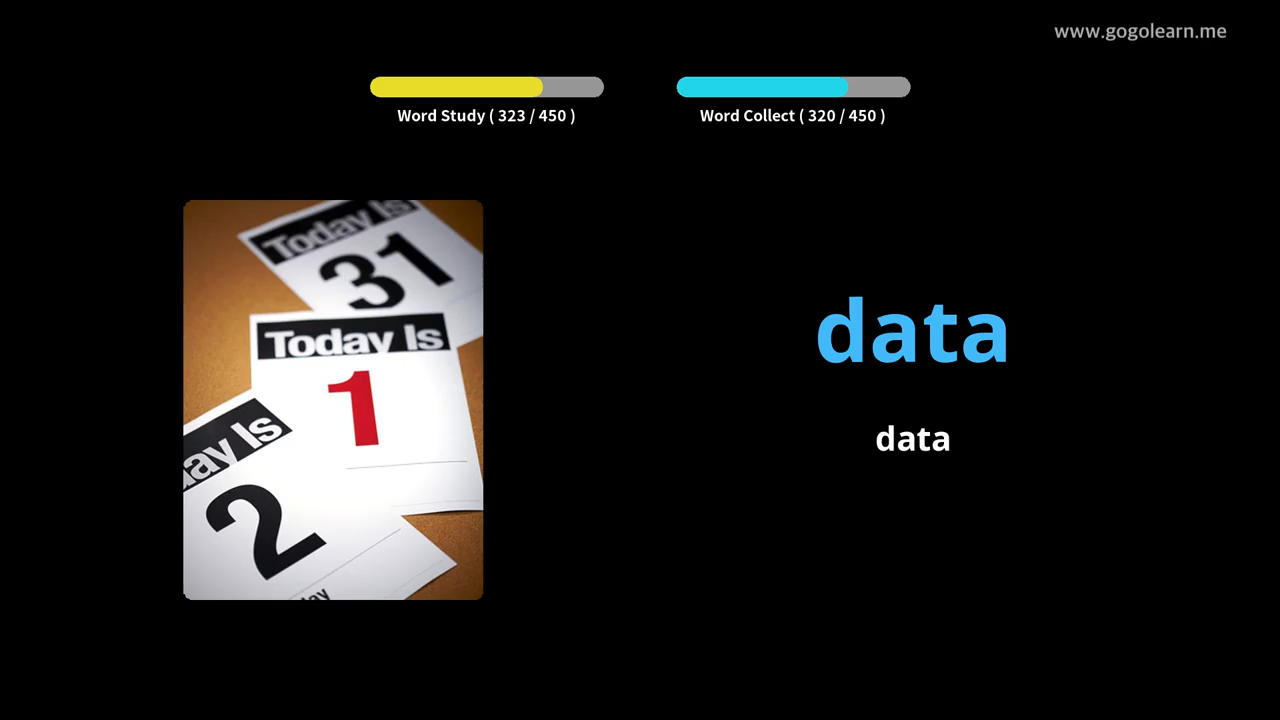 www.gogolearn.me
Word Study ( 323 / 450 )
Word Collect ( 320 / 450 )
Today Is
31
Today Is
1
ay Is
2
day
data
data